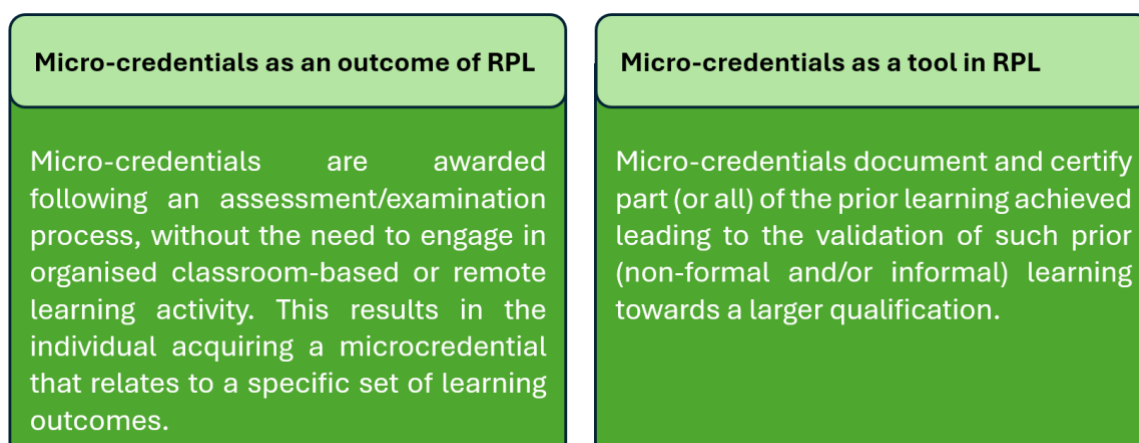 Micro-credentials as an outcome of RPL
Micro-credentials are awarded
following an assessment/examination
process, without the need to engage in
organised classroom-based or remote
learning activity. This results in the
individual acquiring a microcredential
that relates to a specific set of learning
outcomes.
Micro-credentials as a tool in RPL
Micro-credentials document and certify
part (or all) of the prior learning achieved
leading to the validation of such prior
(non-formal and/or informal) learning
towards a larger qualification.